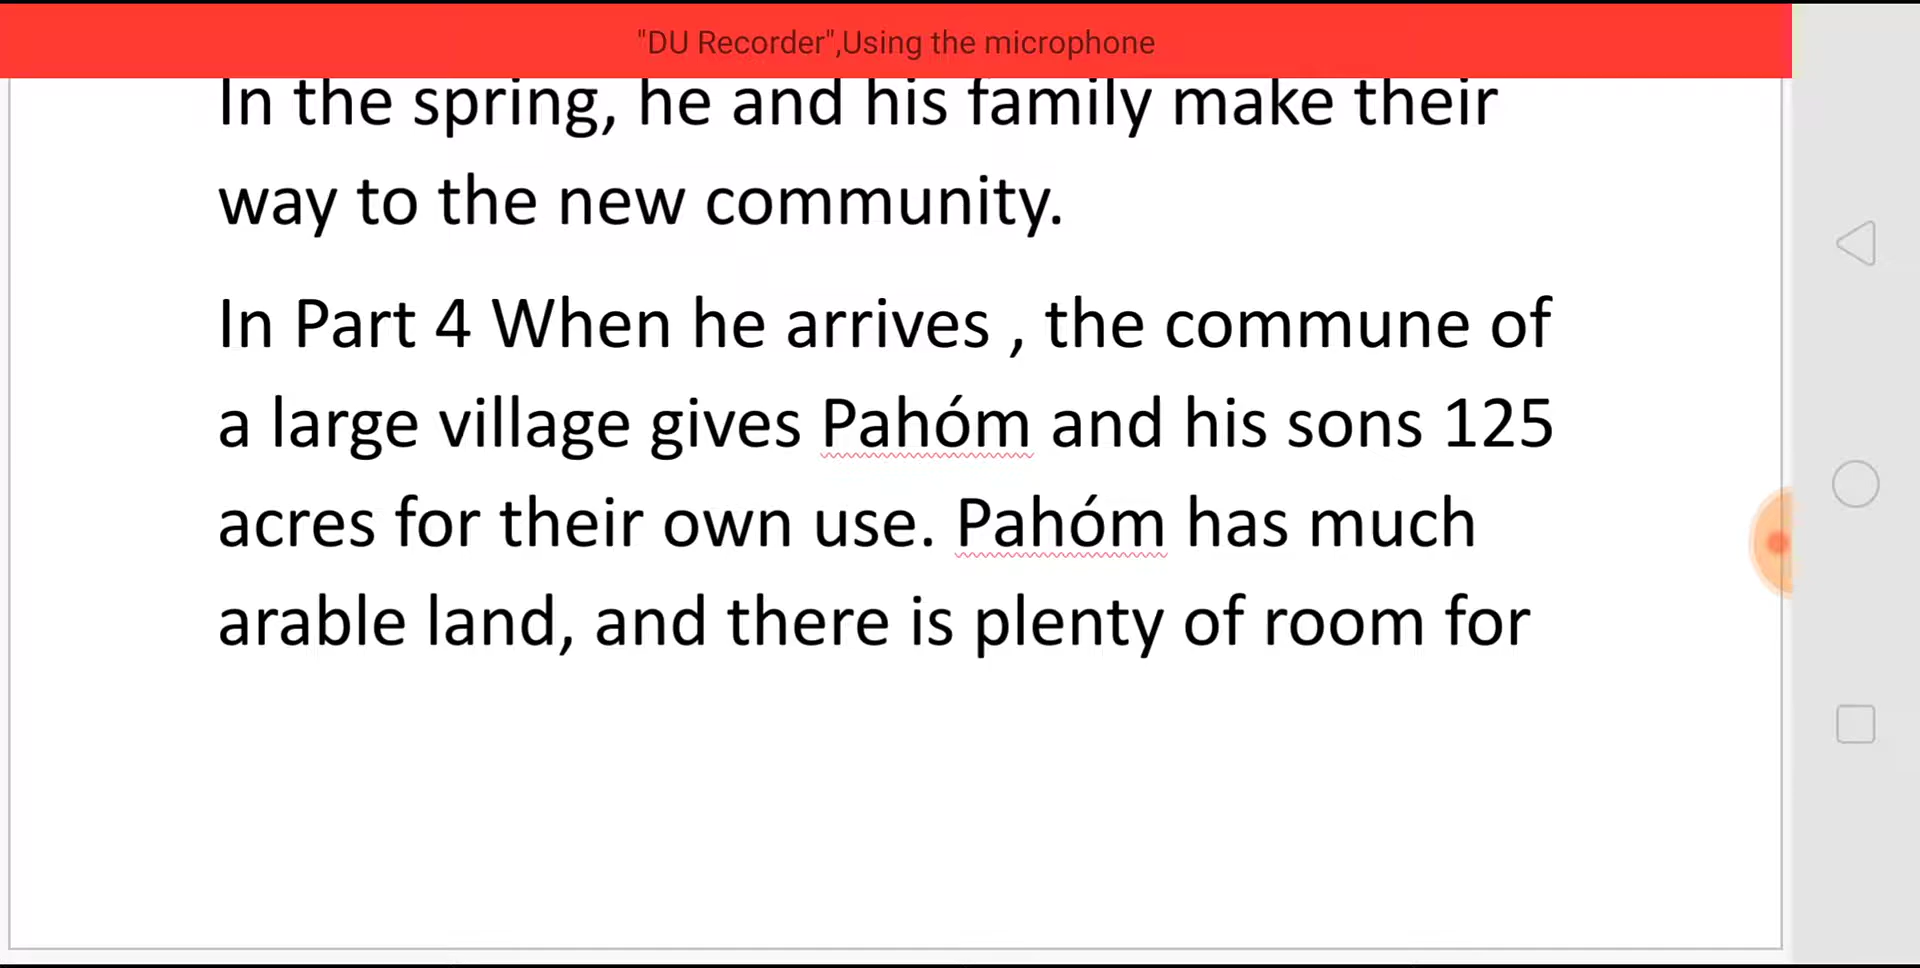 "DU Recorder",Using the microphone
In the spring, he and his family make their
way to the new community.
In Part 4 When he arrives , the commune of
a large village gives Pahóm and his sons 125
acres for their own use. Pahóm has much
arable land, and there is plenty of room for